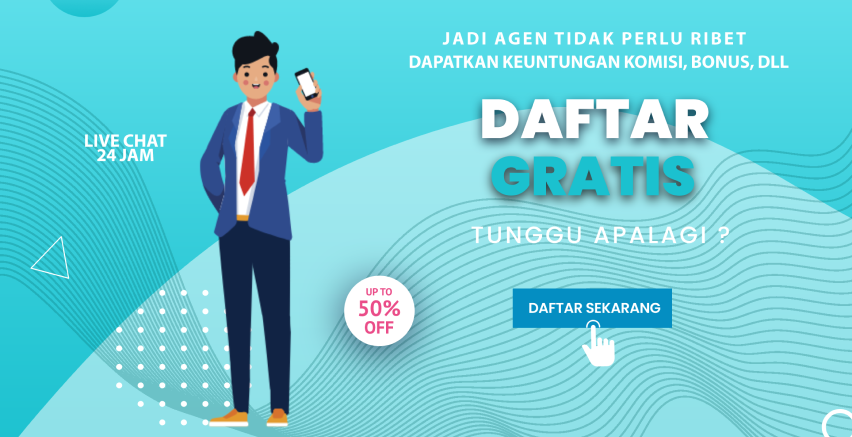 JADI AGEN TIDAK PERLU RIBET
DAPATKAN KEUNTUNGAN KOMISI, BONUS, DLL
DAFTAR
GRATIS
TUNGGU APALAGI ?
DAFTAR SEKARANG
LIVE CHAT
24 JAM
UP TO
50%
OFF